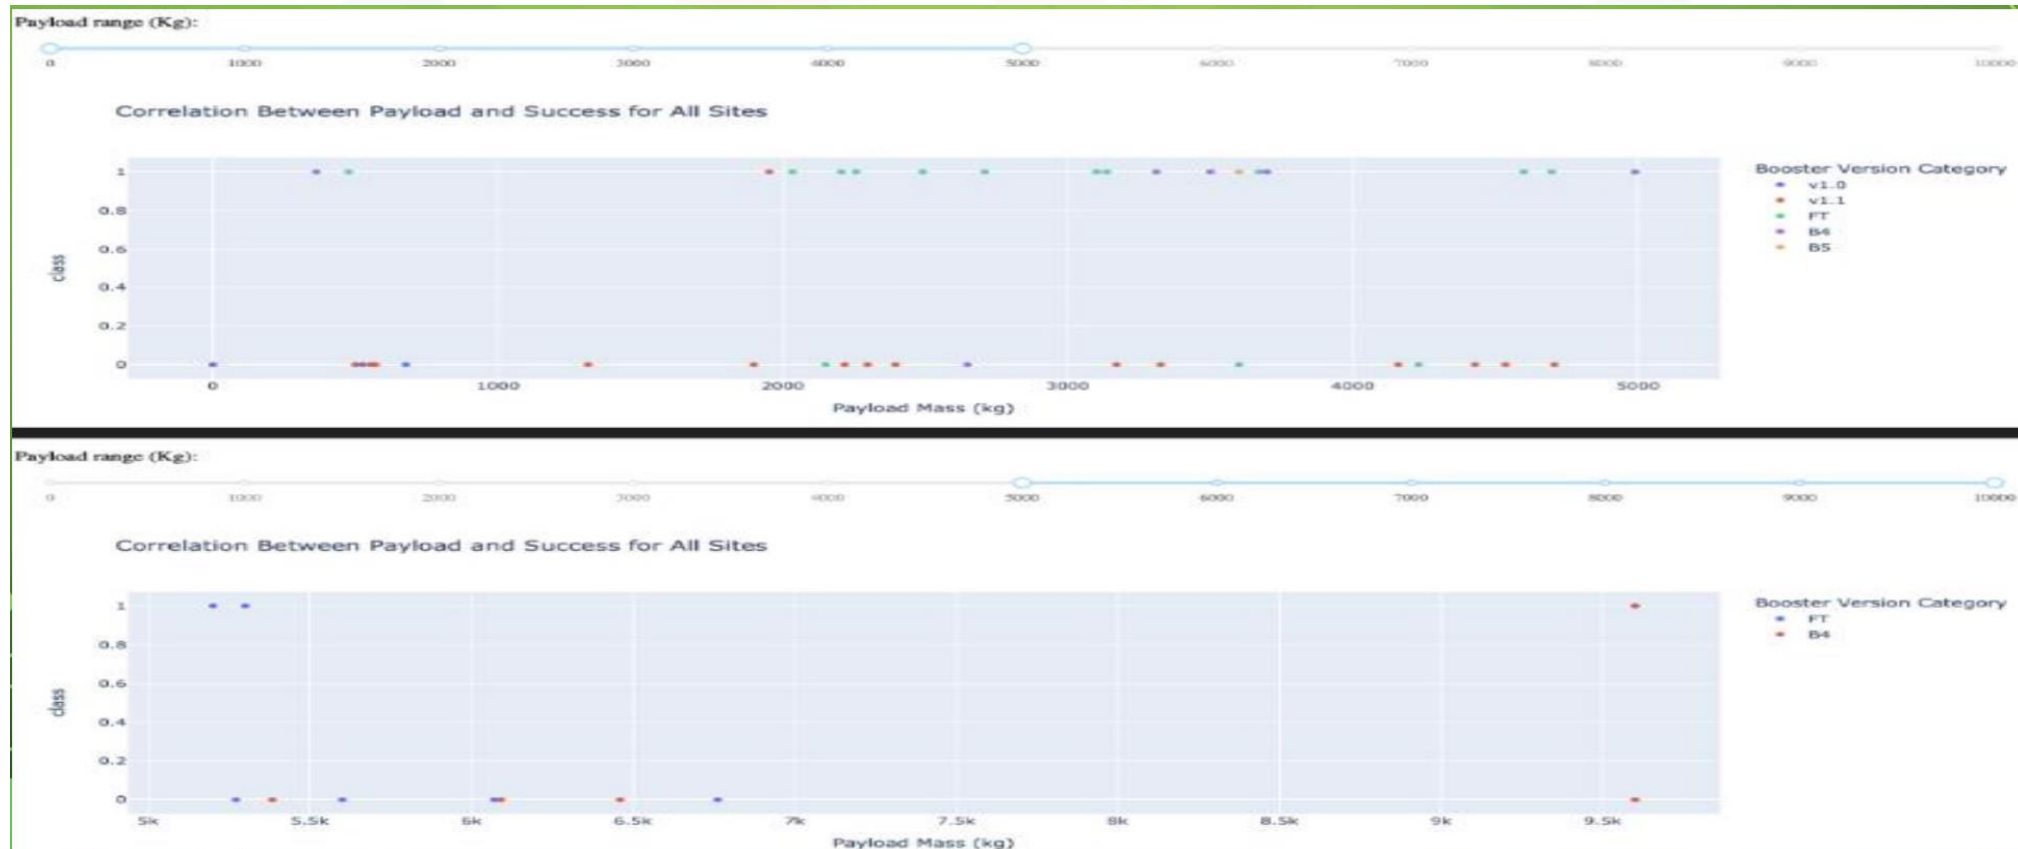 Payload range (Kg):
0 1000 2000 3000 4000 5000 6000 7000 8000 9000 10000
Correlation Between Payload and Success for All Sites
1
0.8
0.6
0.4
0.2
0
class
0 1000 2000 3000 4000 5000
Payload Mass (kg)
Booster Version Category
v1.0
v1.1
FT
B4
B5
Payload range (Kg):
0 1000 2000 3000 4000 5000 6000 7000 8000 9000 10000
Correlation Between Payload and Success for All Sites
1
0.8
0.6
0.4
0.2
0
class
5k 5.5k 6k 6.5k 7k 7.5k 8k 8.5k 9k 9.5k
Payload Mass (kg)
Booster Version Category
FT
B4